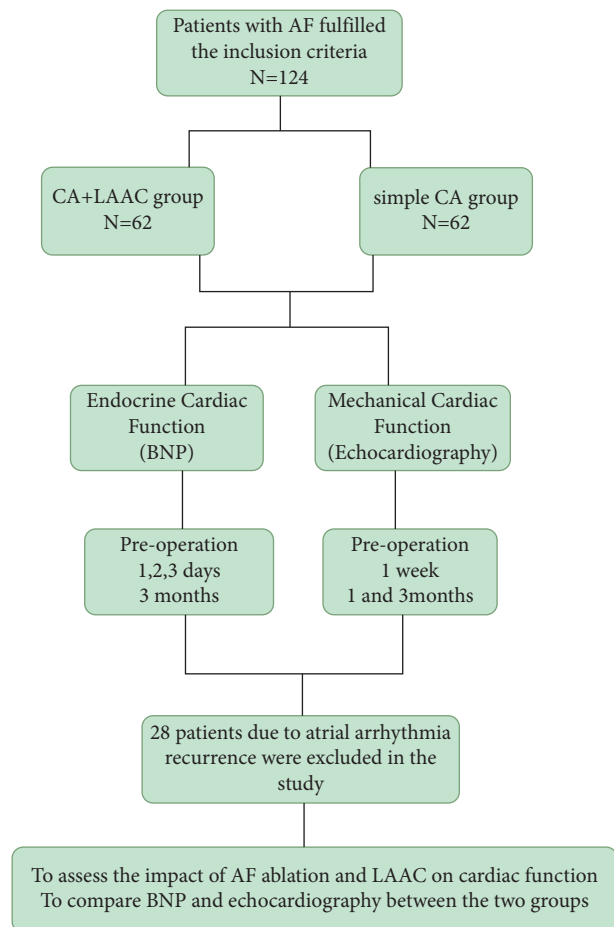 Patients with AF fulfilled
the inclusion criteria
N=124
CA+LAAC group
N=62
simple CA group
N=62
Endocrine Cardiac
Function
(BNP)
Mechanical Cardiac
Function
(Echocardiography)
Pre-operation
1,2,3 days
3 months
Pre-operation
1 week
1 and 3months
28 patients due to atrial arrhythmia
recurrence were excluded in the
study
To assess the impact of AF ablation and LAAC on cardiac function
To compare BNP and echocardiography between the two groups